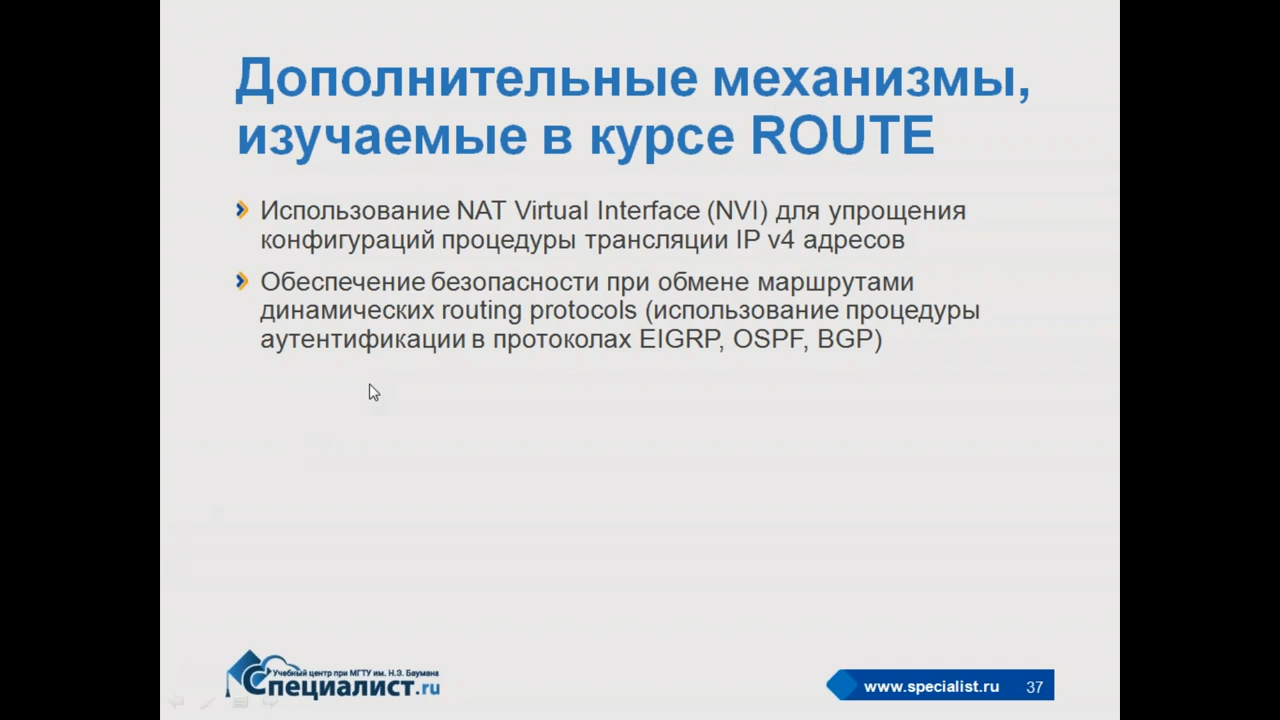 Дополнительные механизмы,
изучаемые в курсе ROUTE
Использование NAT Virtual Interface (NVI) для упрощения
конфигураций процедуры трансляции IP v4 адресов
Обеспечение безопасности при обмене маршрутами
динамических routing protocols (использование процедуры
аутентификации в протоколах EIGRP, OSPF, BGP)
Учебный центр при МГТУ им. Н.Э. Баумана
Специалист.ru
www.specialist.ru 37